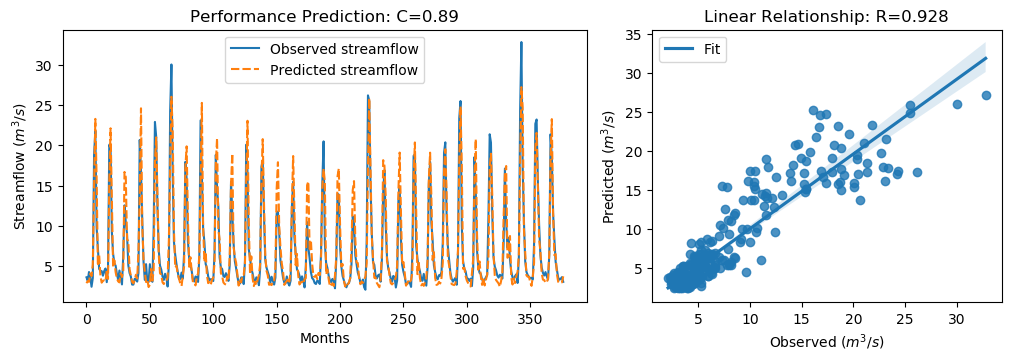 Performance Prediction: C=0.89
Observed streamflow
Predicted streamflow
Streamflow (m³/s)
30
25
20
15
10
5
0 50 100 150 200 250 300 350
Months
Linear Relationship: R=0.928
Fit
Predicted (m³/s)
35
30
25
20
15
10
5
5 10 15 20 25 30
Observed (m³/s)